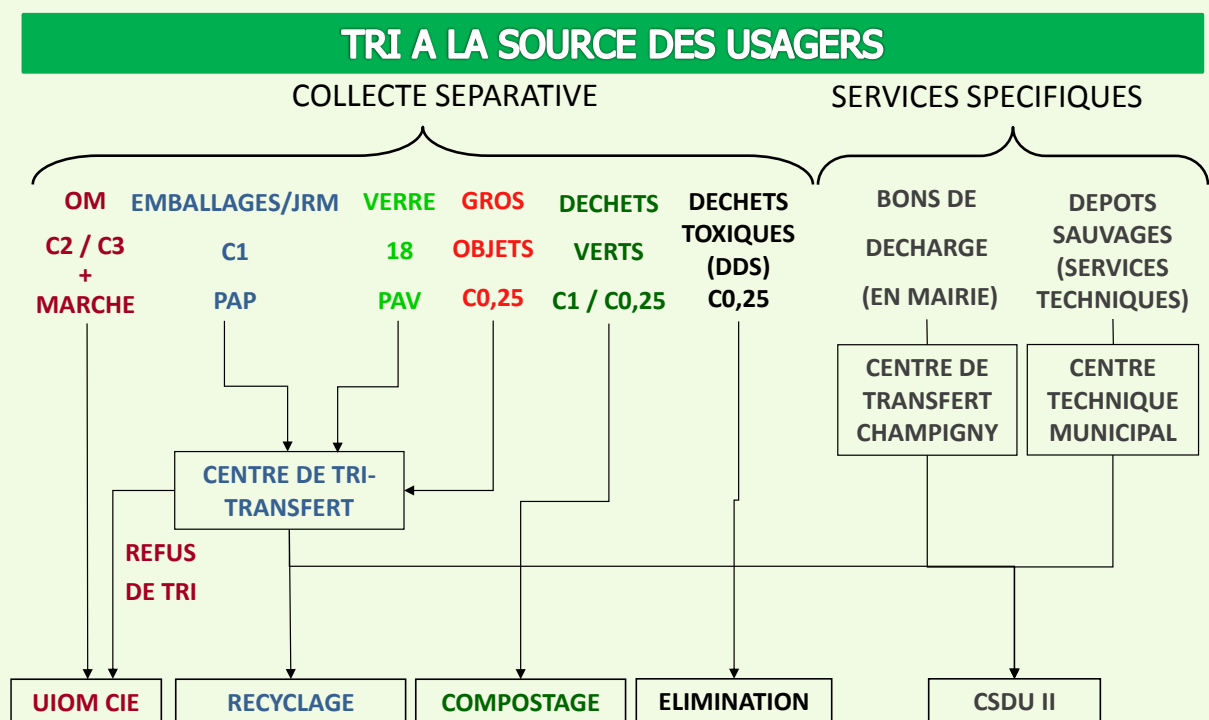 TRI A LA SOURCE DES USAGERS
COLLECTE SEPARATIVE
SERVICES SPECIFIQUES
OM
C2 / C3
+
MARCHE
EMBALLAGES/JRM
C1
PAP
VERRE
18
PAV
GROS
OBJETS
C0,25
DECHETS
VERTS
C1 / C0,25
DECHETS
TOXIQUES
(DDS)
C0,25
BONS DE
DECHARGE
(EN MAIRIE)
DEPOTS
SAUVAGES
(SERVICES
TECHNIQUES)
CENTRE DE
TRANSFERT
CHAMPIGNY
CENTRE
TECHNIQUE
MUNICIPAL
CENTRE DE TRI-
TRANSFERT
REFUS
DE TRI
UIOM CIE
RECYCLAGE
COMPOSTAGE
ELIMINATION
CSDU II